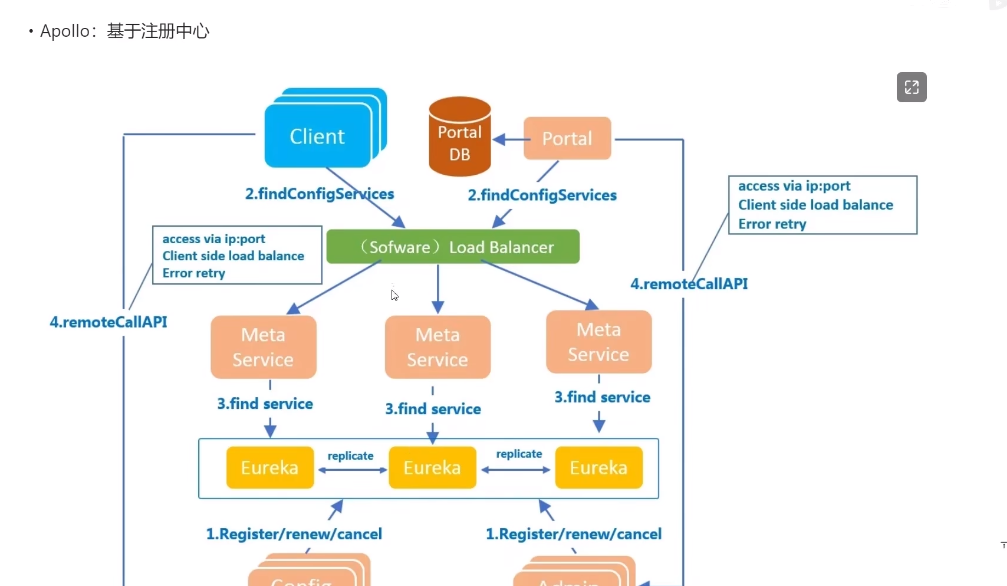 • Apollo：基于注册中心
Client
Portal
DB
Portal
2.findConfigServices
2.findConfigServices
access via ip:port
Client side load balance
Error retry
access via ip:port
Client side load balance
Error retry
（Sofware）Load Balancer
4.remoteCallAPI
4.remoteCallAPI
Meta
Service
Meta
Service
Meta
Service
3.find service
3.find service
3.find service
Eureka
replicate
Eureka
replicate
Eureka
1.Register/renew/cancel
1.Register/renew/cancel
Config
Admin